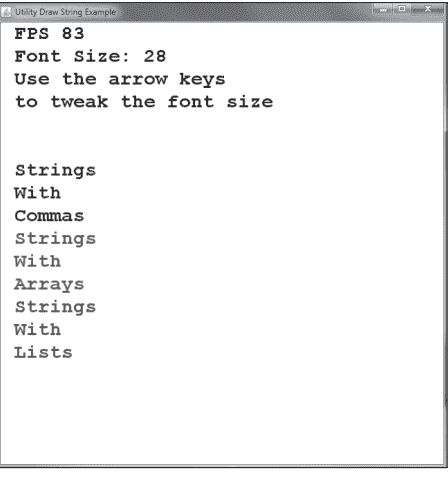 Utility Draw String Example
FPS 83
Font Size: 28
Use the arrow keys
to tweak the font size
Strings
With
Commas
Strings
With
Arrays
Strings
With
Lists